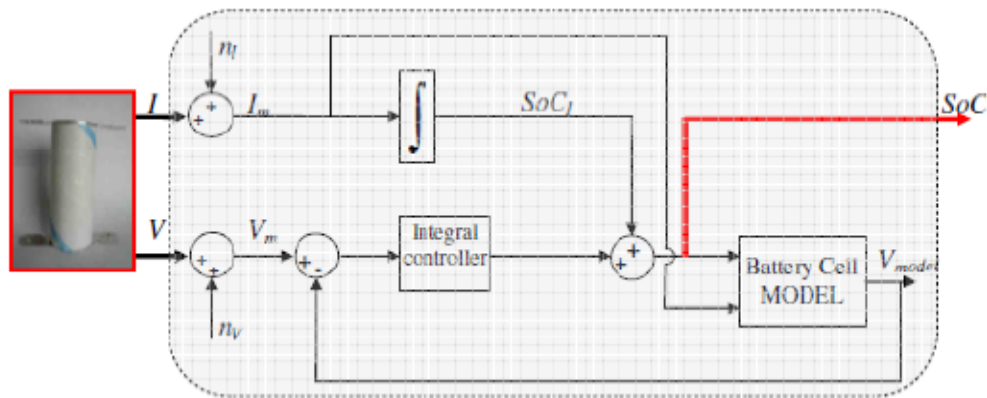 n_I
I
+
+
I_m
∫
SoC_I
SoC
V
+
+
V_m
+
-
Integral
controller
+
+
Battery Cell
MODEL
V_model
n_V